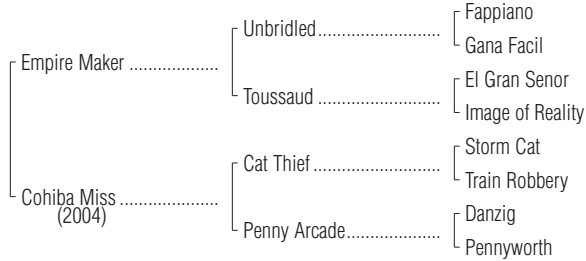 Fappiano
Unbridled..........................
Gana Facil
Empire Maker ...................
El Gran Senor
Toussaud ..........................
Image of Reality
Storm Cat
Cat Thief ...........................
Train Robbery
Cohiba Miss .....................
(2004)
Danzig
Penny Arcade....................
Pennyworth